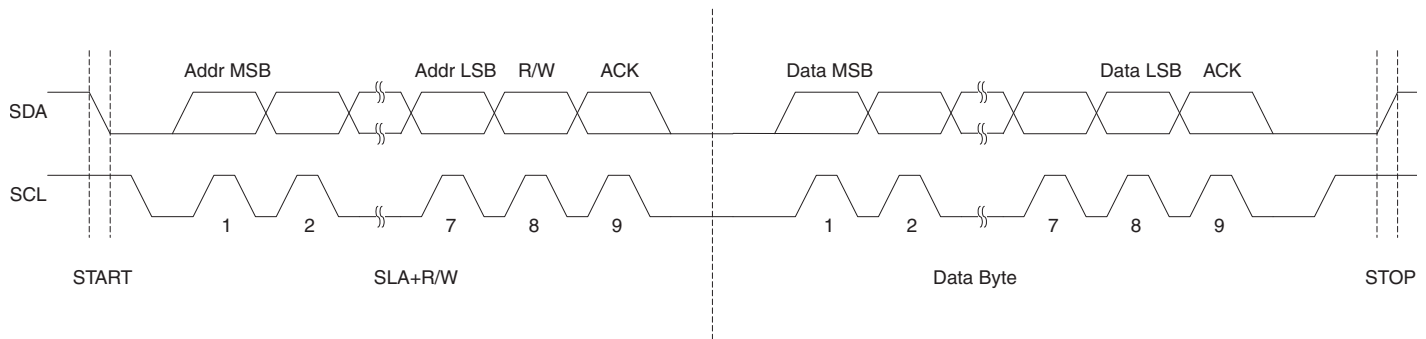 Addr MSB Addr LSB R/W ACK Data MSB Data LSB ACK
SDA
SCL
1 2 7 8 9 1 2 7 8 9
START SLA+R/W Data Byte STOP